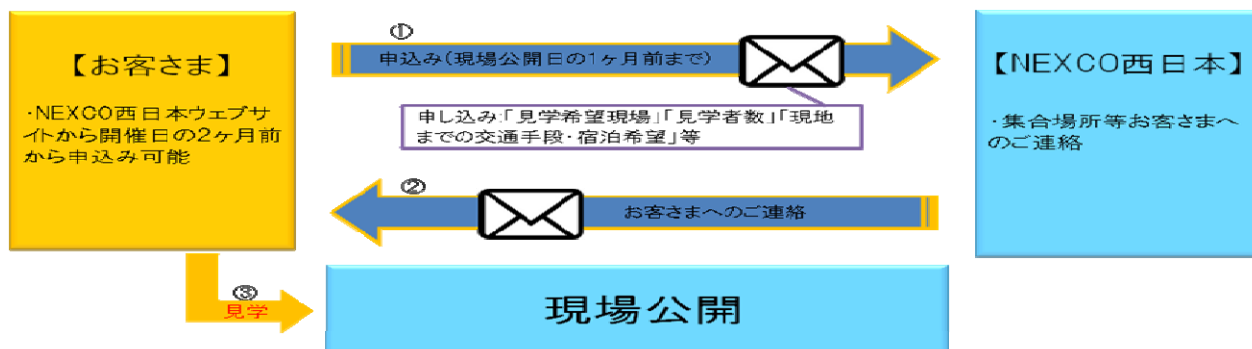 【お客さま】
・NEXCO西日本ウェブサ
イトから開催日の2ヶ月前
から申込み可能
①
申込み(現場公開日の1ヶ月前まで)
申し込み:「見学希望現場」「見学者数」「現地
までの交通手段・宿泊希望」等
【NEXCO西日本】
・集合場所等お客さまへ
のご連絡
②
お客さまへのご連絡
③
見学
現場公開